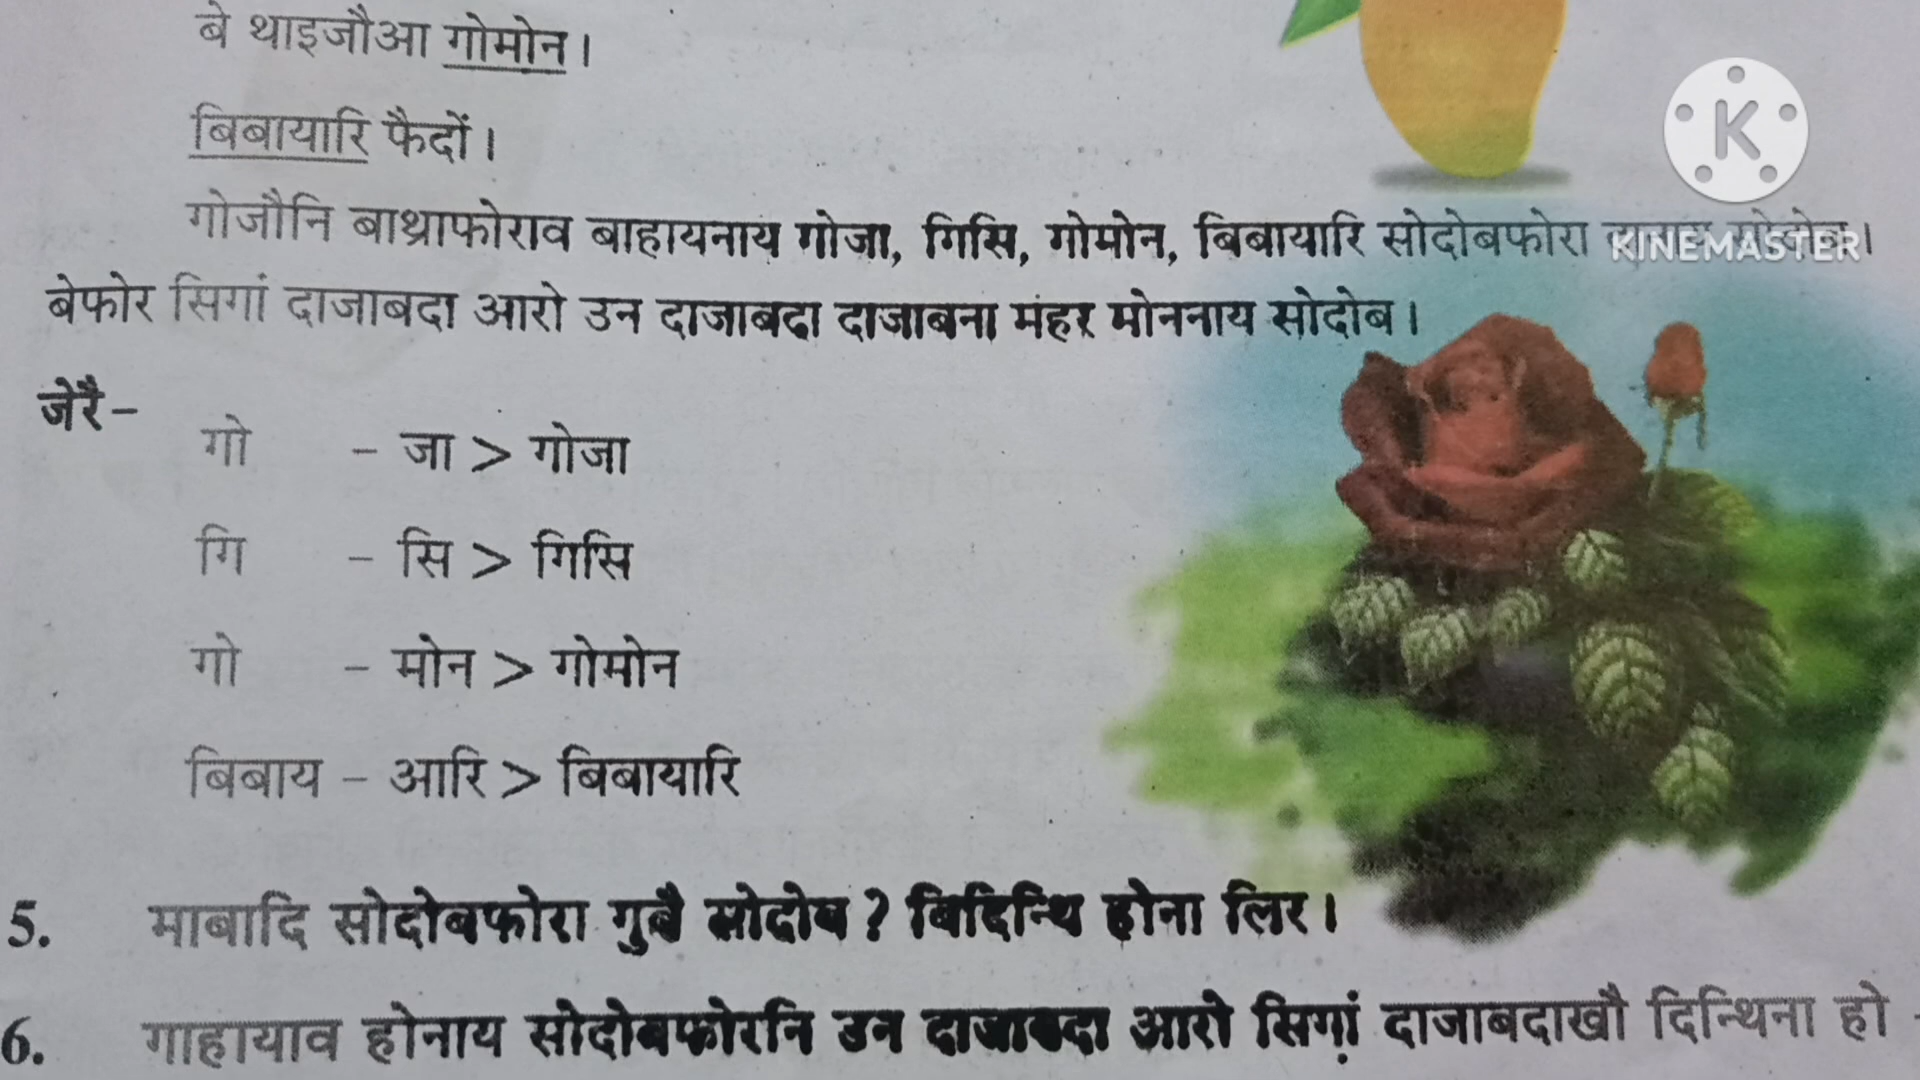 बे थाइजौआ गोमोन।
बिबायारि फैदों।
गोजौनि बाथ्राफोराव बाहायनाय गोजा, गिसि, गोमोन, बिबायारि सोदोबफोरा
बेफोर सिगां दाजाबदा आरो उन दाजाबदा दाजाबना मंहर मोननाय सोदोब।
जेरै-
गो - जा > गोजा
गि - सि > गिसि
गो - मोन > गोमोन
बिबाय - आरि > बिबायारि
5. माबादि सोदोबफोरा गुबै सोदोब? बिदिन्थि होना लिर।
6. गाहायाव होनाय सोदोबफोरनि उन दाजाबदा आरो सिगां दाजाबदाखौ दिन्थिना हो -
K
KINEMASTER